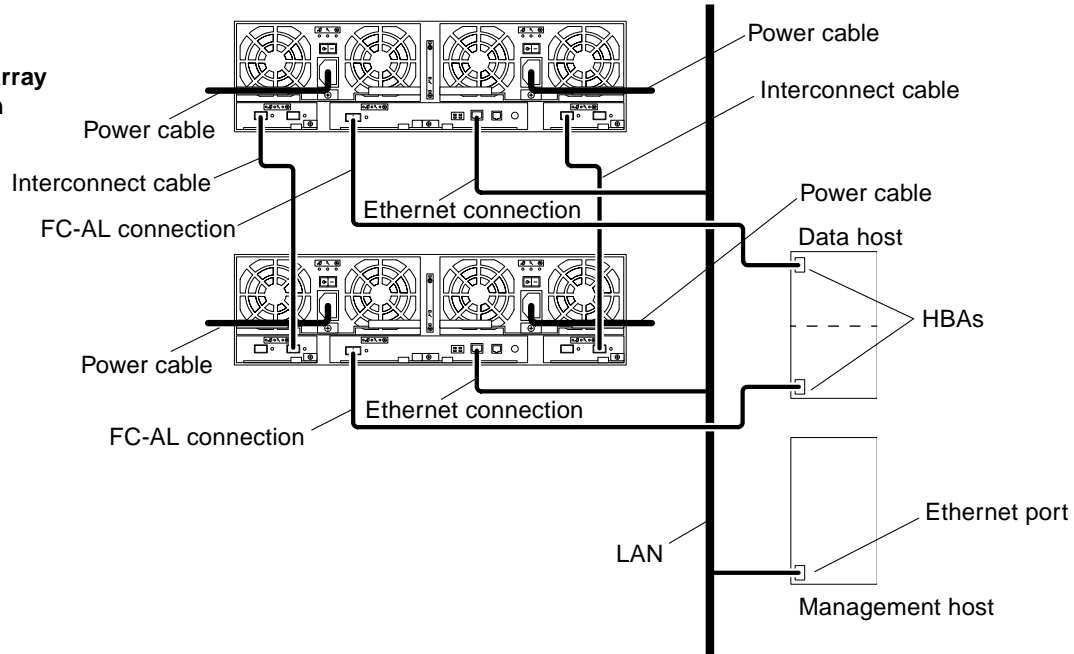 Power cable
rray
Interconnect cable
Power cable
Interconnect cable
Power cable
Ethernet connection
FC-AL connection
Data host
HBAs
Power cable
Ethernet connection
FC-AL connection
Ethernet port
LAN
Management host